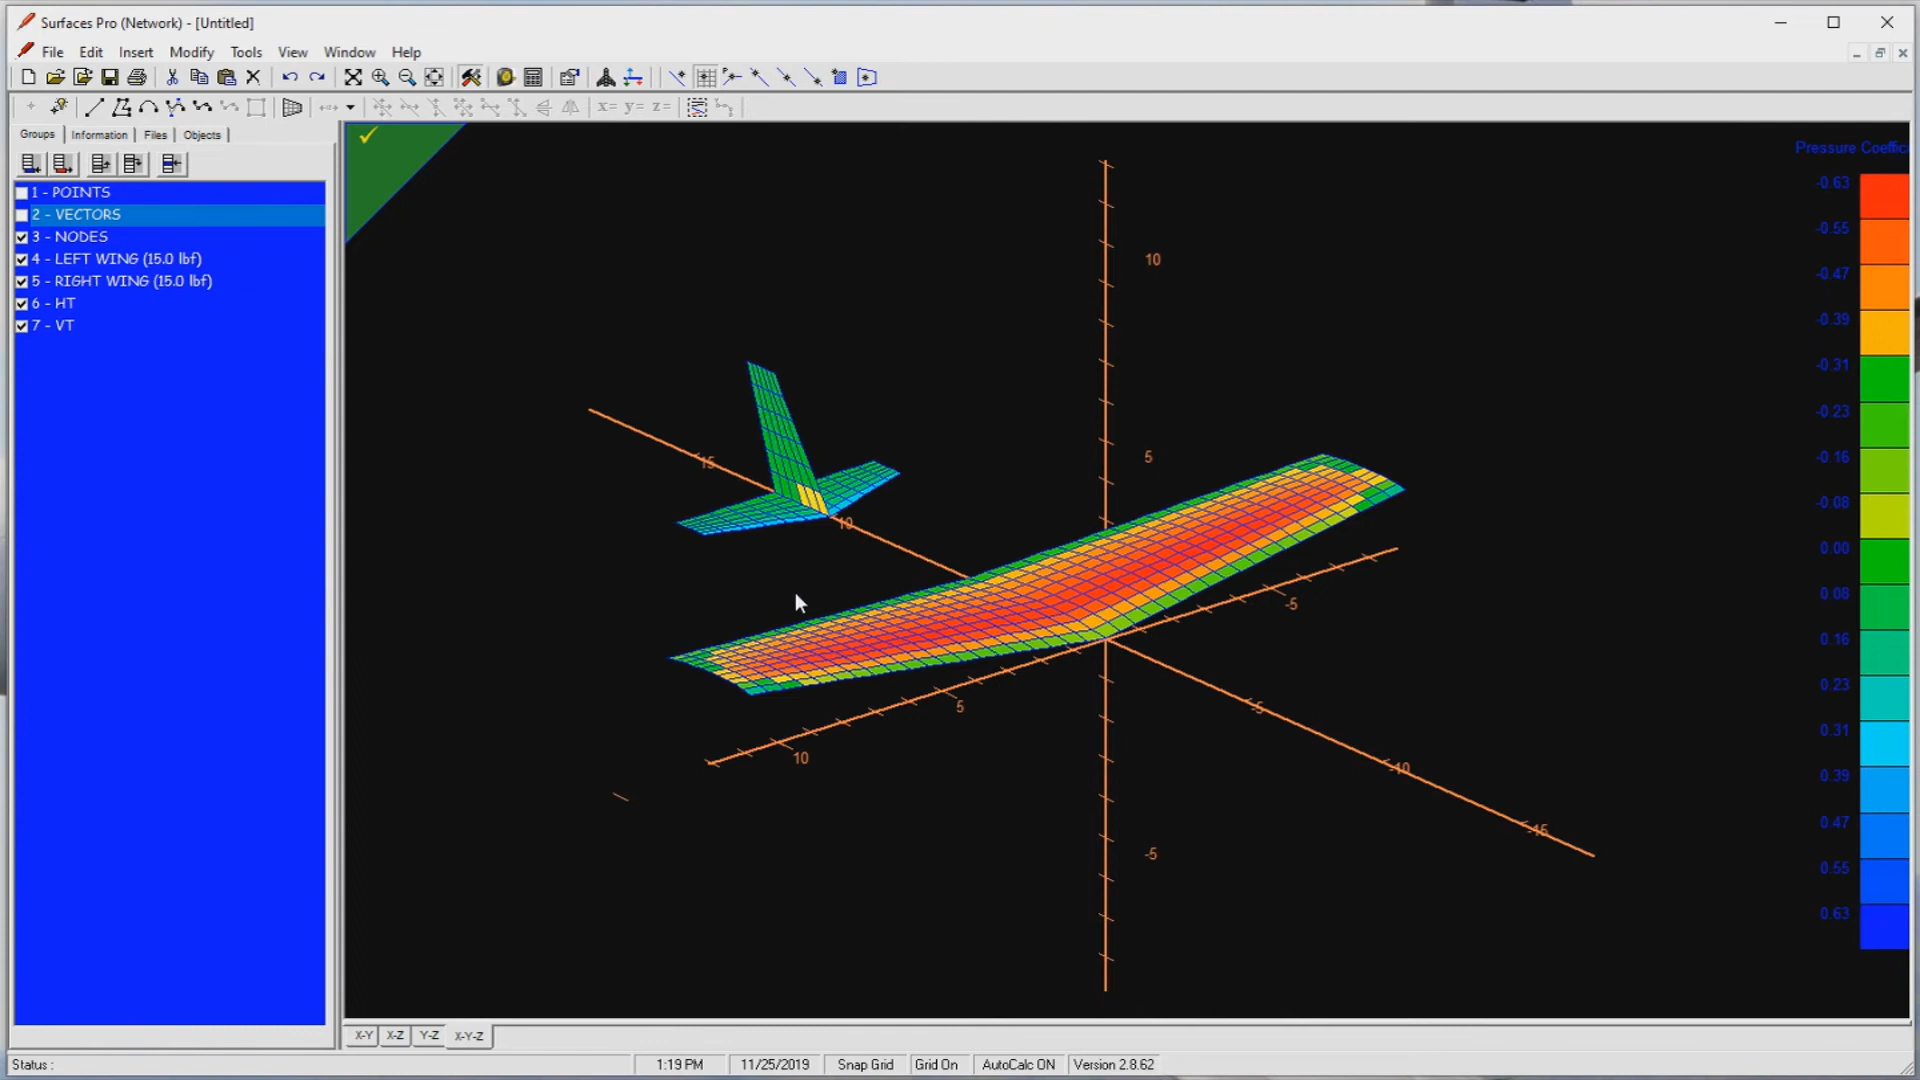 Surfaces Pro (Network) - [Untitled]
File Edit Insert Modify Tools View Window Help
x= y= z=
Groups Information Files Objects
1 - POINTS
2 - VECTORS
3 - NODES
4 - LEFT WING (15.0 lbf)
5 - RIGHT WING (15.0 lbf)
6 - HT
7 - VT
Pressure Coeffic
-0.63
-0.55
-0.47
-0.39
-0.31
-0.23
-0.16
-0.08
0.00
0.08
0.16
0.23
0.31
0.39
0.47
0.55
0.63
10
5
15
10
-5
5
-5
10
-10
-15
-5
X-Y X-Z Y-Z X-Y-Z
Status : 1:19 PM 11/25/2019 Snap Grid Grid On AutoCalc ON Version 2.8.62